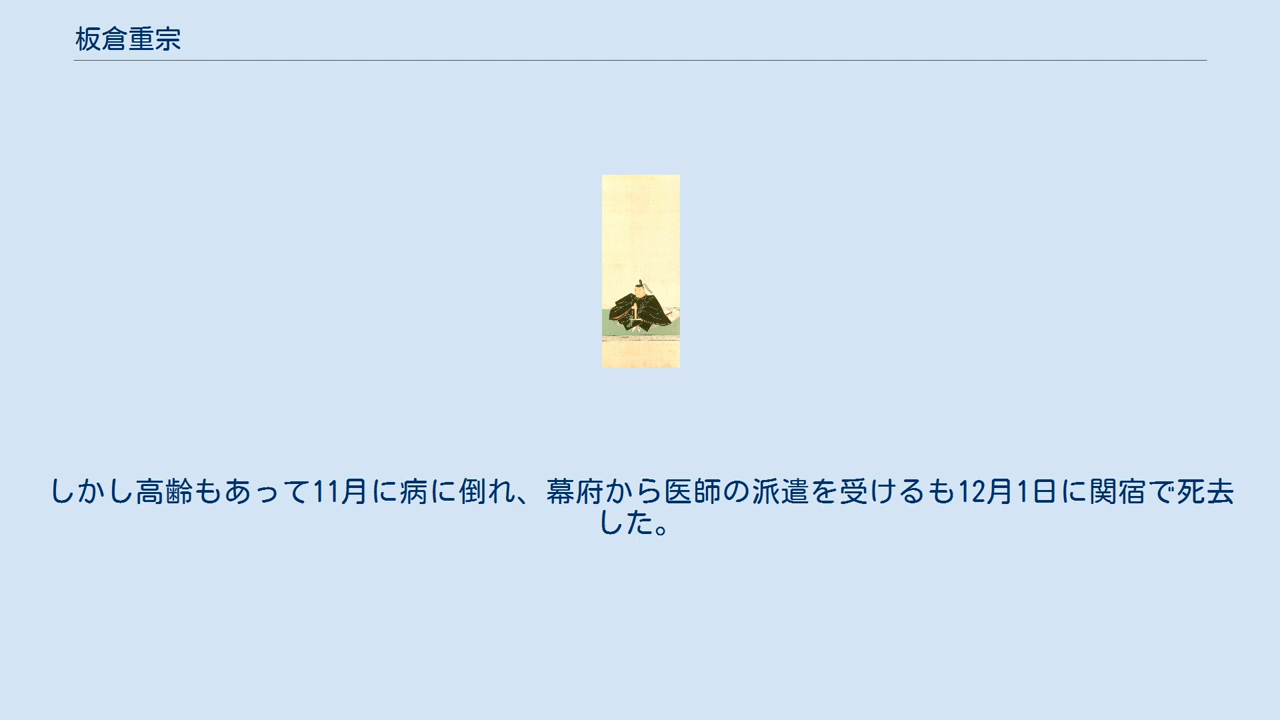 板倉重宗
しかし高齢もあって11月に病に倒れ、幕府から医師の派遣を受けるも12月1日に関宿で死去
した。